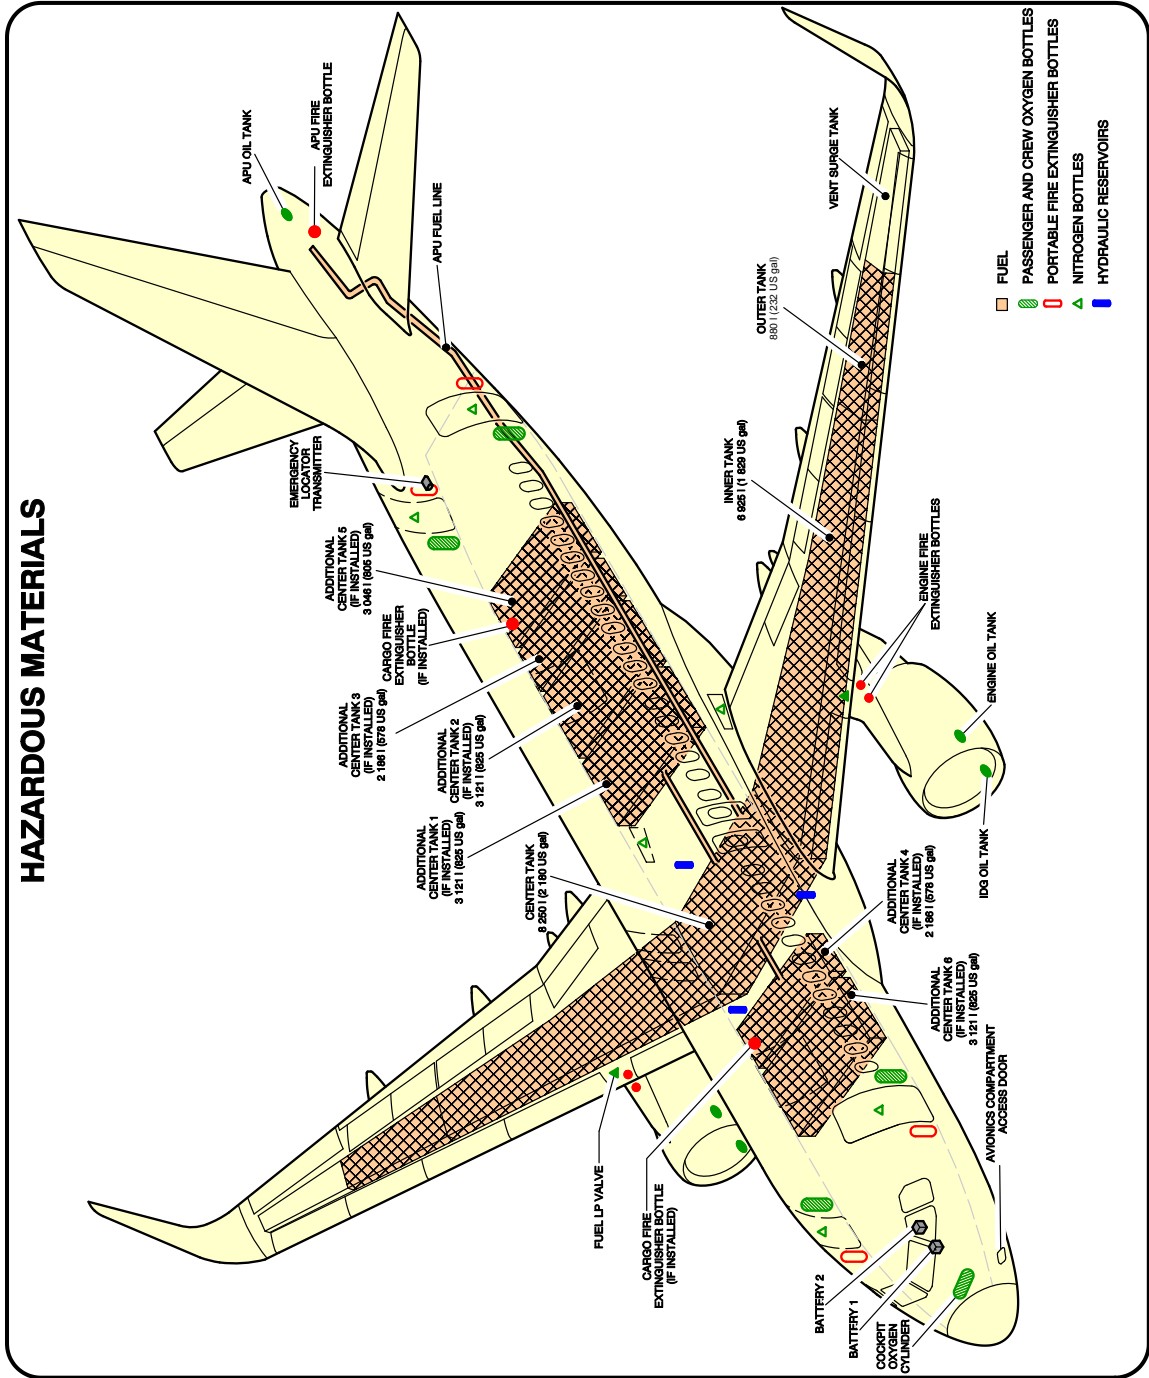 HAZARDOUS MATERIALS
APU OIL TANK
APU FIRE
EXTINGUISHER BOTTLE
APU FUEL LINE
EMERGENCY
LOCATOR
TRANSMITTER
ADDITIONAL
CENTER TANK 5
(IF INSTALLED)
3 046 l (805 US gal)
CARGO FIRE
EXTINGUISHER
BOTTLE
(IF INSTALLED)
ADDITIONAL
CENTER TANK 3
(IF INSTALLED)
2 186 l (578 US gal)
ADDITIONAL
CENTER TANK 2
(IF INSTALLED)
3 121 l (825 US gal)
ADDITIONAL
CENTER TANK 1
(IF INSTALLED)
3 121 l (825 US gal)
CENTER TANK
8 250 l (2 180 US gal)
VENT SURGE TANK
OUTER TANK
880 l (232 US gal)
INNER TANK
6 925 l (1 829 US gal)
ENGINE FIRE
EXTINGUISHER BOTTLES
ENGINE OIL TANK
IDG OIL TANK
ADDITIONAL
CENTER TANK 4
(IF INSTALLED)
2 186 l (578 US gal)
ADDITIONAL
CENTER TANK 6
(IF INSTALLED)
3 121 l (825 US gal)
AVIONICS COMPARTMENT
ACCESS DOOR
FUEL LP VALVE
CARGO FIRE
EXTINGUISHER BOTTLE
(IF INSTALLED)
BATTERY 2
BATTERY 1
COCKPIT
OXYGEN
CYLINDER
FUEL
PASSENGER AND CREW OXYGEN BOTTLES
PORTABLE FIRE EXTINGUISHER BOTTLES
NITROGEN BOTTLES
HYDRAULIC RESERVOIRS